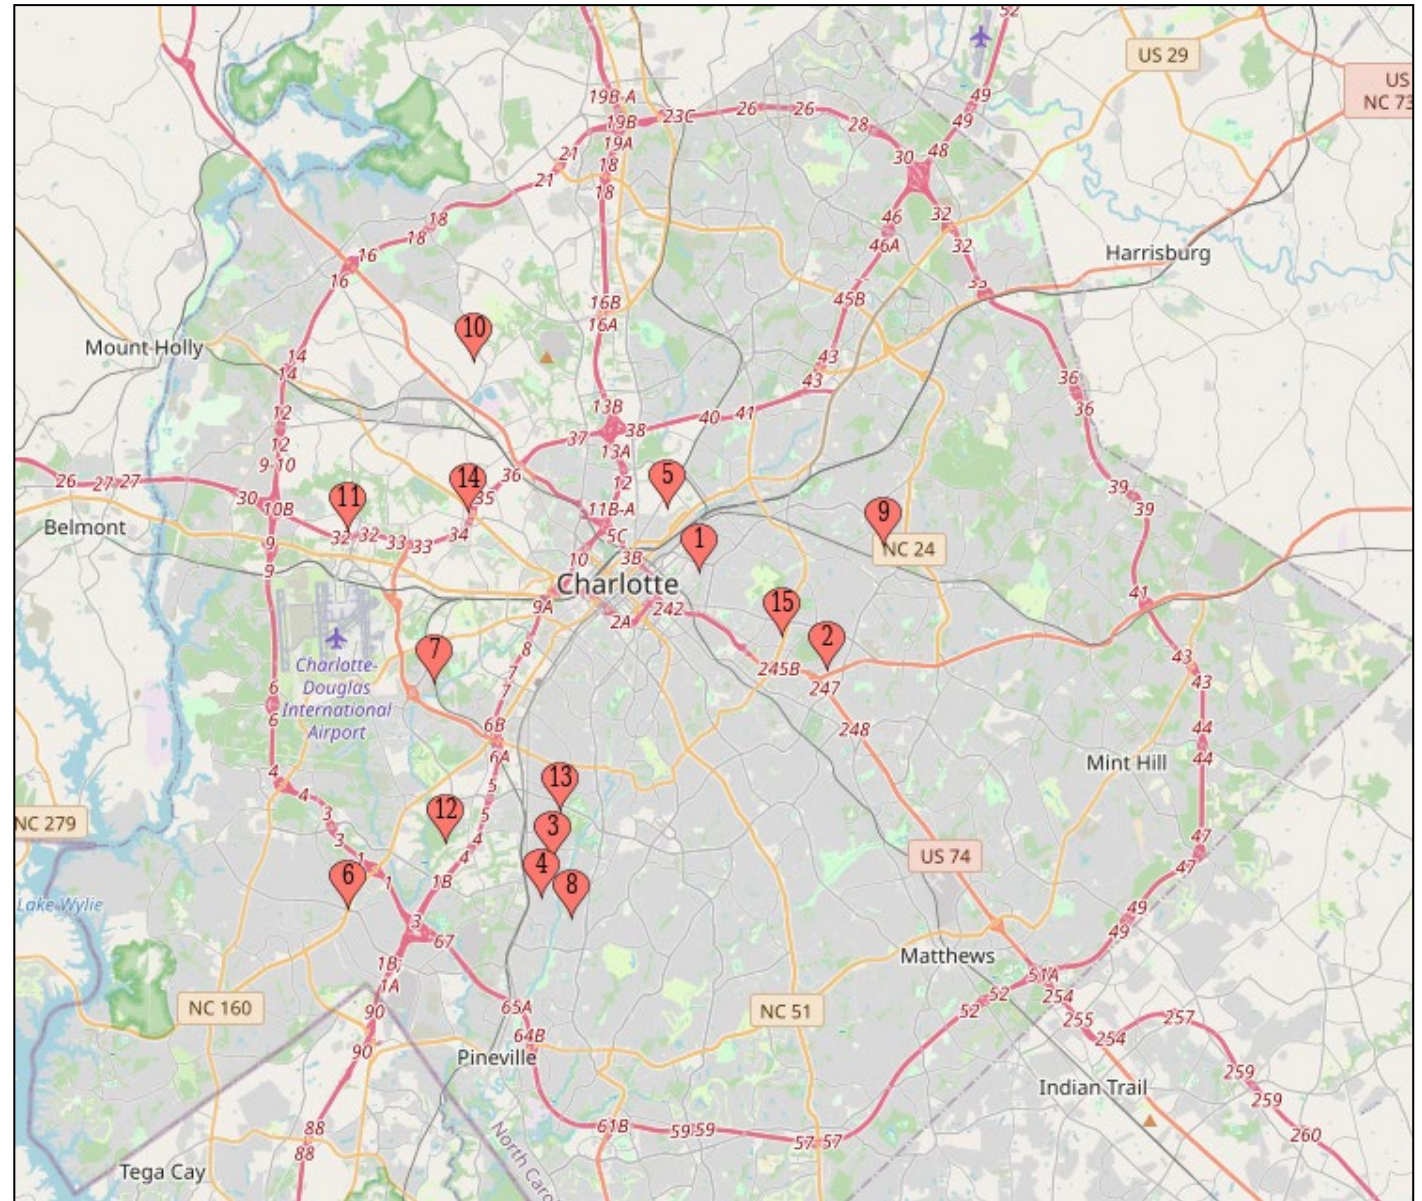 52
US 29
US
NC 73
49
19B-A
23C
26
26
28
49
19B
19A
21
18
30
48
21
18
46
32
18
46A
32
18
Harrisburg
16
16
33
16B
45B
10
16A
Mount Holly
14
14
43
43
36
36
12
13B
40
41
12
37
38
13A
9-10
36
26
27
27
30
11
14
35
12
5
39
10B
11B-A
39
9
Belmont
32
32
33
33
34
5C
1
NC 24
9
10
3B
9
Charlotte
41
9A
242
15
2A
2
8
7
7
245B
43
6
Charlotte-
Douglas
International
Airport
247
43
7
6
6B
248
44
6A
44
4
13
Mint Hill
4
5
3
12
5
3
NC 279
3
4
47
1
4
US 74
47
6
1
1B
4
8
Lake Wylie
3
49
67
49
Matthews
1B
1A
51A
52
NC 160
90
65A
NC 51
52
254
255
257
90
64B
254
Pineville
259
Indian Trail
259
88
61B
59
59
57
57
260
88
North Caro
Tega Cay